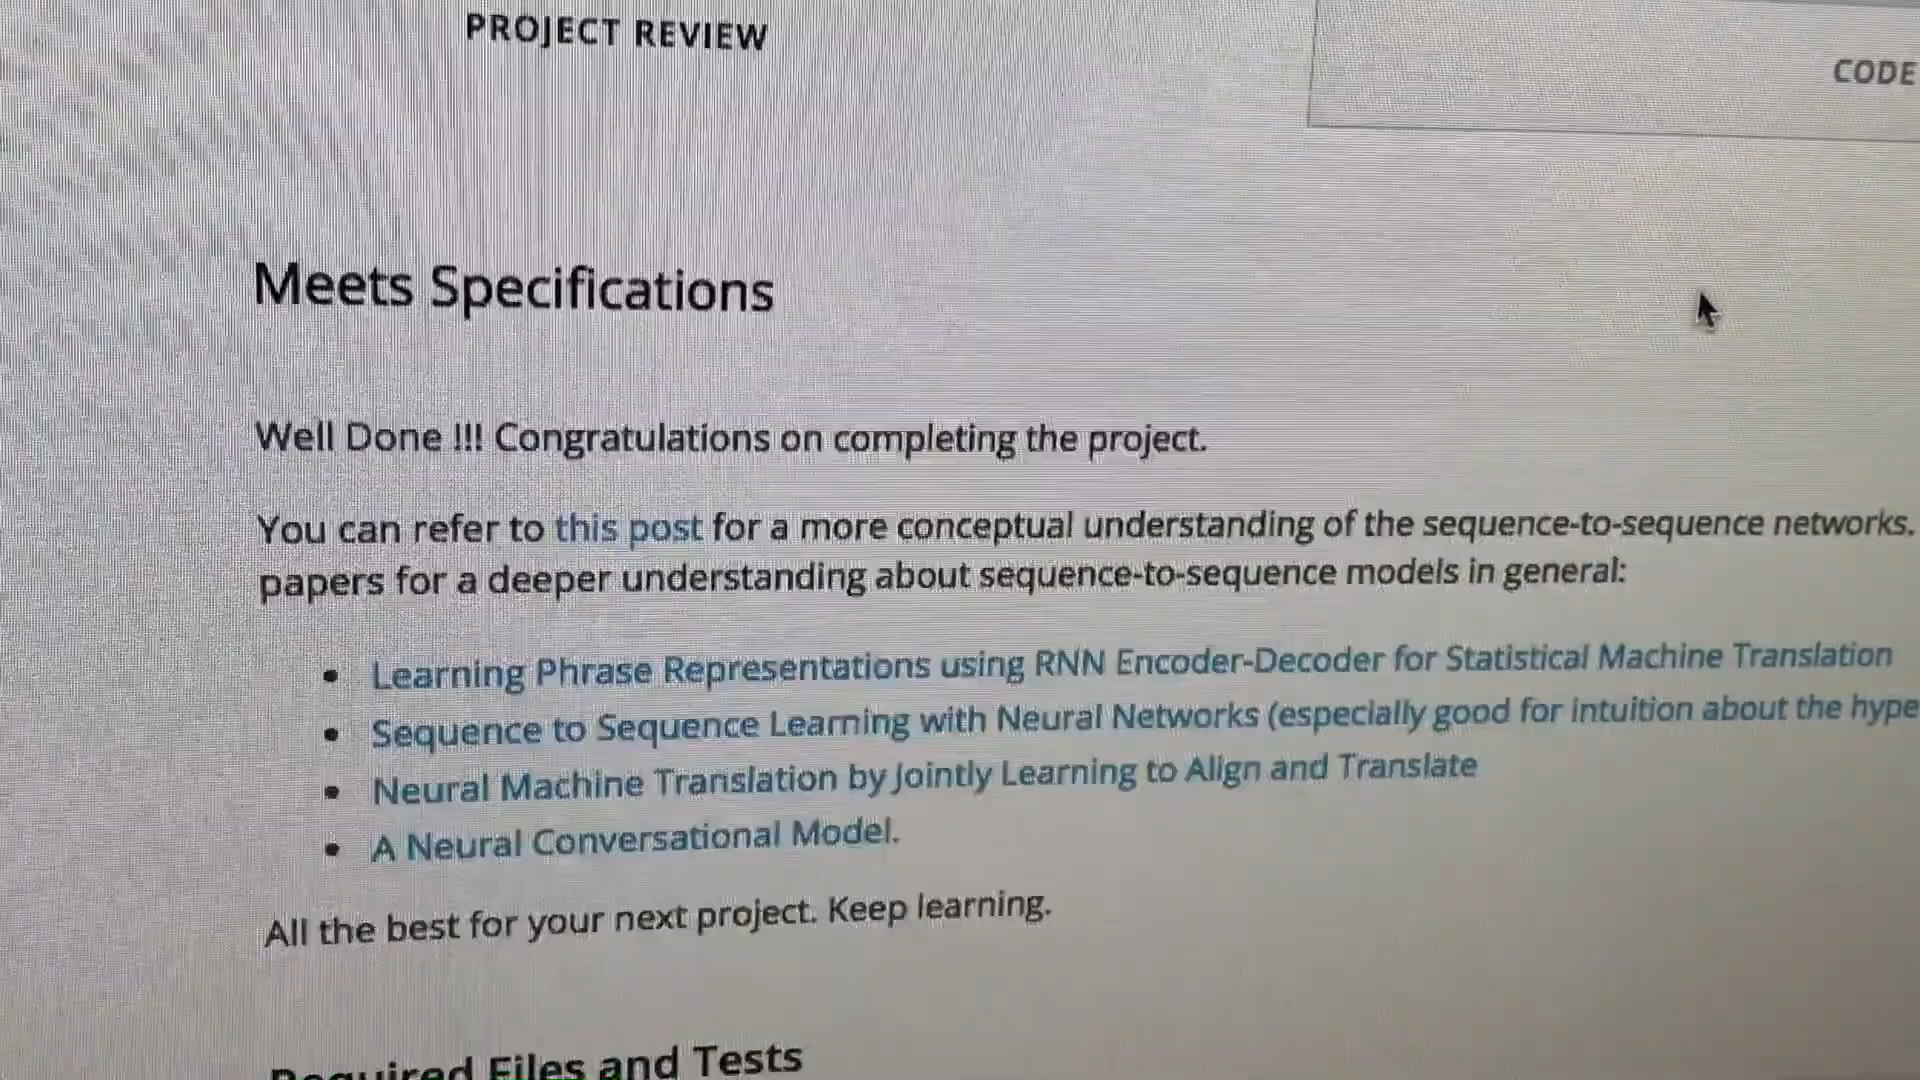 PROJECT REVIEW
CODE
Meets Specifications
Well Done !!! Congratulations on completing the project.
You can refer to this post for a more conceptual understanding of the sequence-to-sequence networks.
papers for a deeper understanding about sequence-to-sequence models in general:
• Learning Phrase Representations using RNN Encoder-Decoder for Statistical Machine Translation
• Sequence to Sequence Learning with Neural Networks (especially good for intuition about the hype
• Neural Machine Translation by Jointly Learning to Align and Translate
• A Neural Conversational Model.
All the best for your next project. Keep learning.
Required Files and Tests